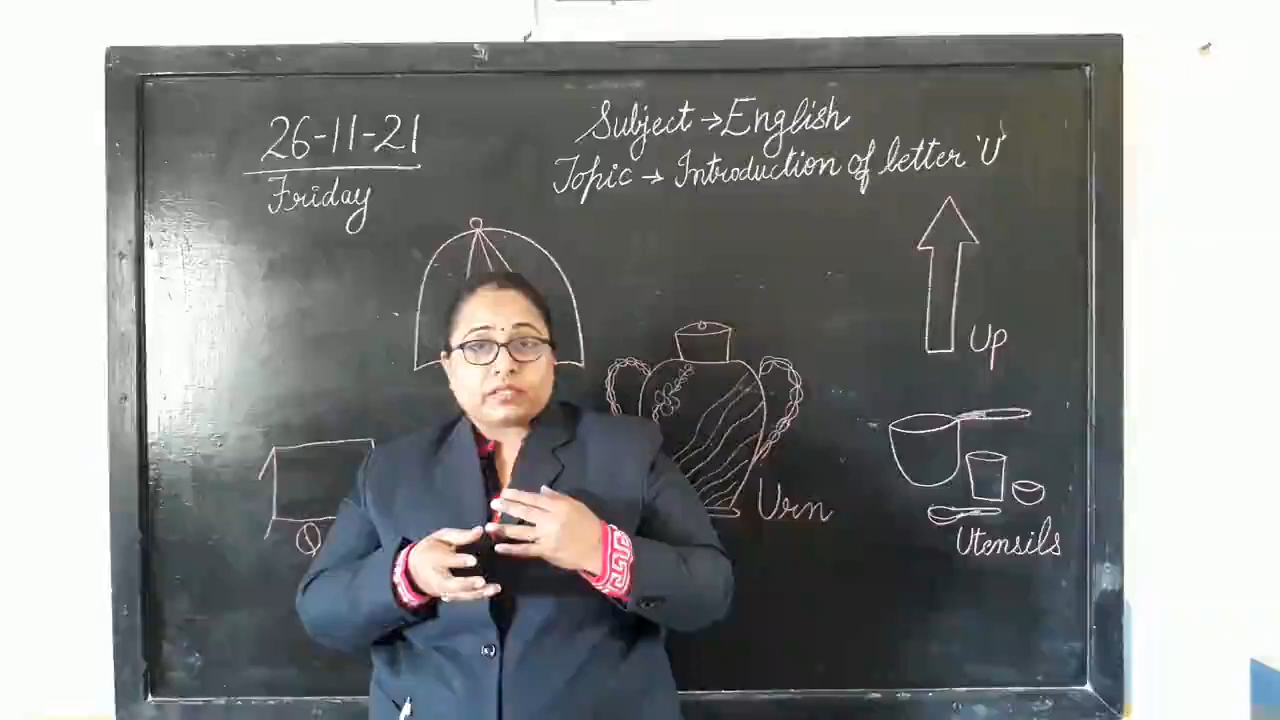 26-11-21
Friday
Subject → English
Topic → Introduction of letter 'U'
Up
Urn
Utensils